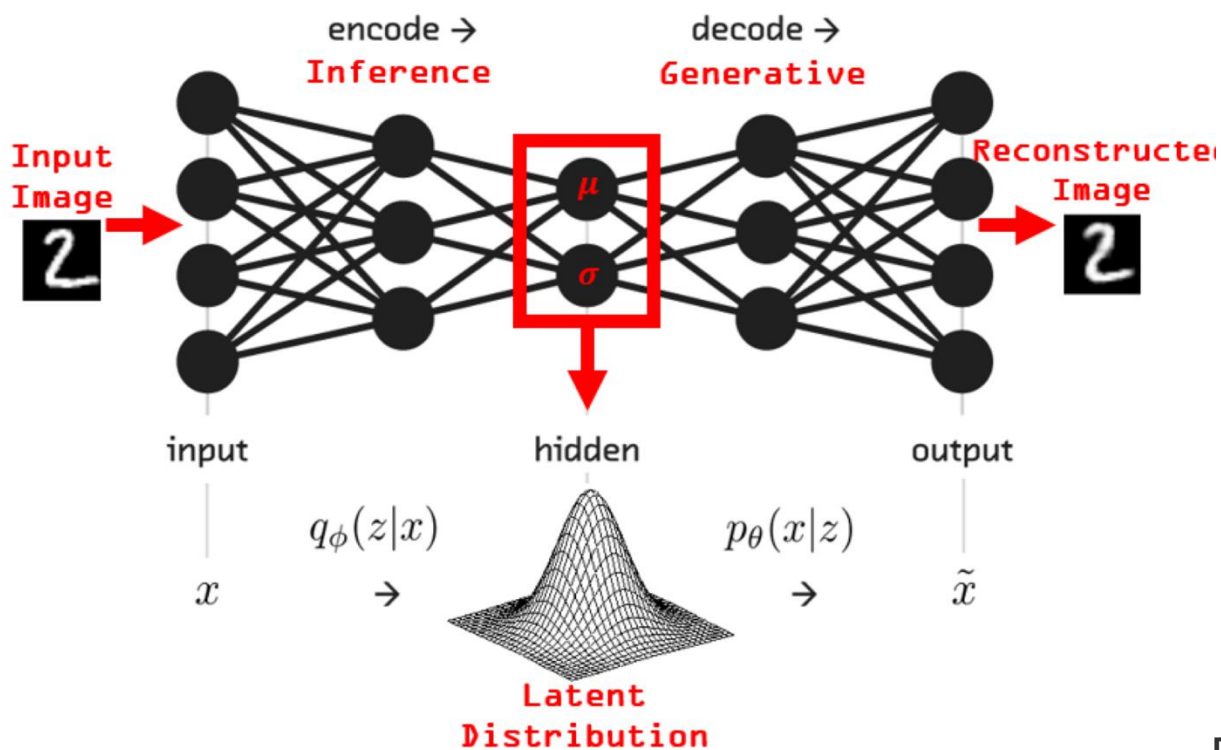 encode → decode →
Inference Generative
Input
Image
μ
σ
Reconstructed
Image
input hidden output
qϕ(z|x) pθ(x|z)
x → → x̃
Latent
Distribution